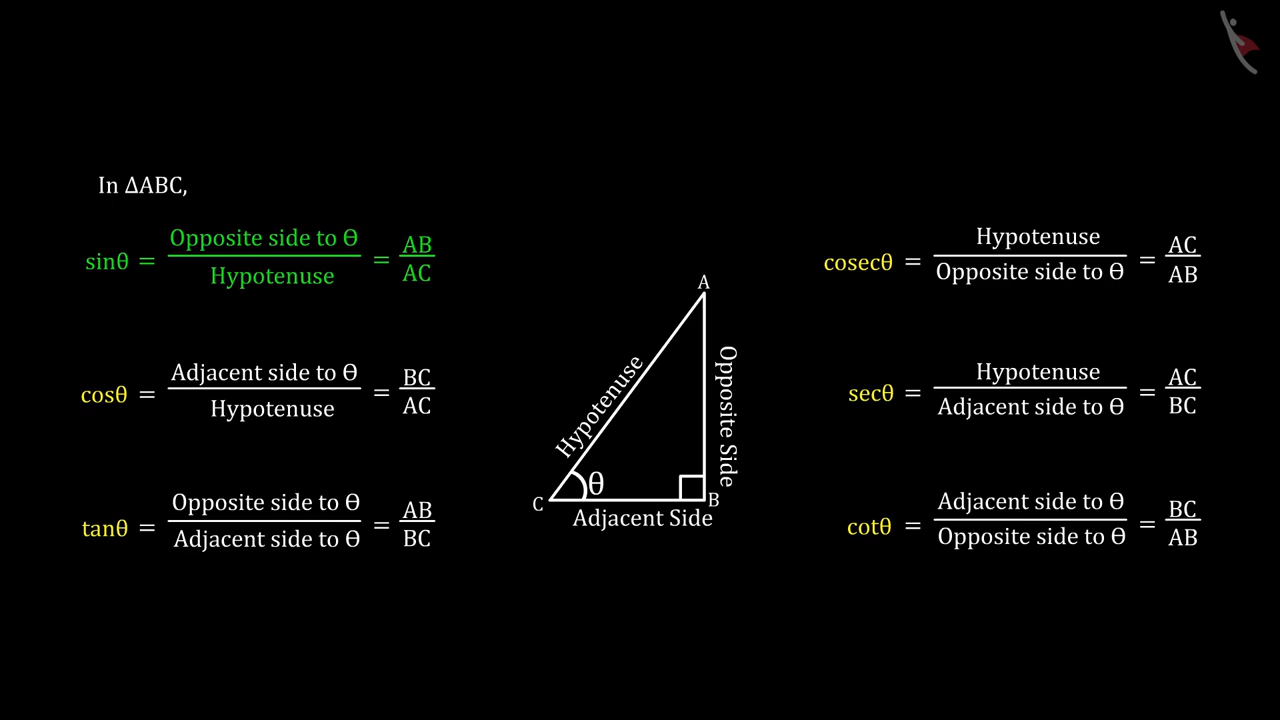 In ΔABC,
sinθ = Opposite side to Ɵ / Hypotenuse = AB / AC
cosθ = Adjacent side to Ɵ / Hypotenuse = BC / AC
tanθ = Opposite side to Ɵ / Adjacent side to Ɵ = AB / BC
A
Hypotenuse
Opposite Side
θ
C
B
Adjacent Side
cosecθ = Hypotenuse / Opposite side to Ɵ = AC / AB
secθ = Hypotenuse / Adjacent side to Ɵ = AC / BC
cotθ = Adjacent side to Ɵ / Opposite side to Ɵ = BC / AB